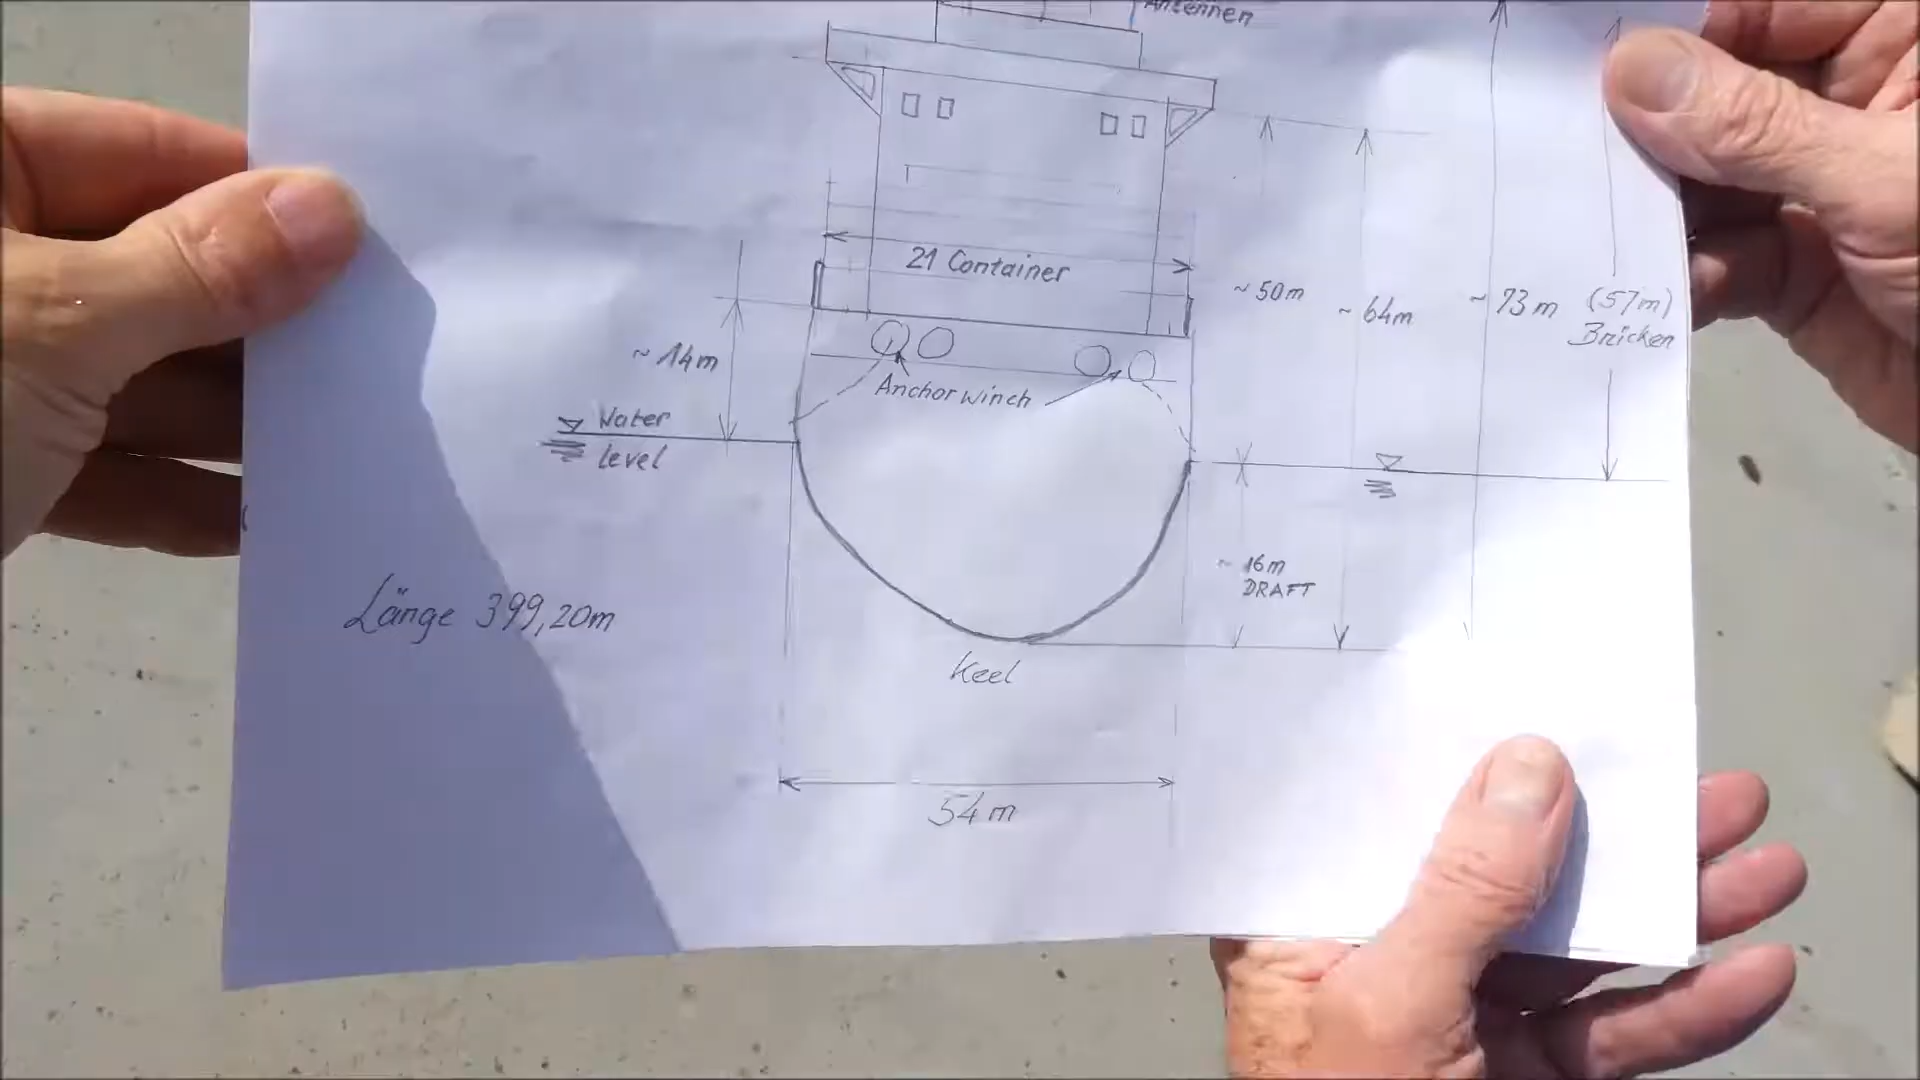 Antennen
21 Container
~ 50m
~ 64m
~ 73m
(57m)
Brücken
~ 14m
Anchor winch
Water
level
~ 16m
DRAFT
Länge 399,20m
Keel
54m